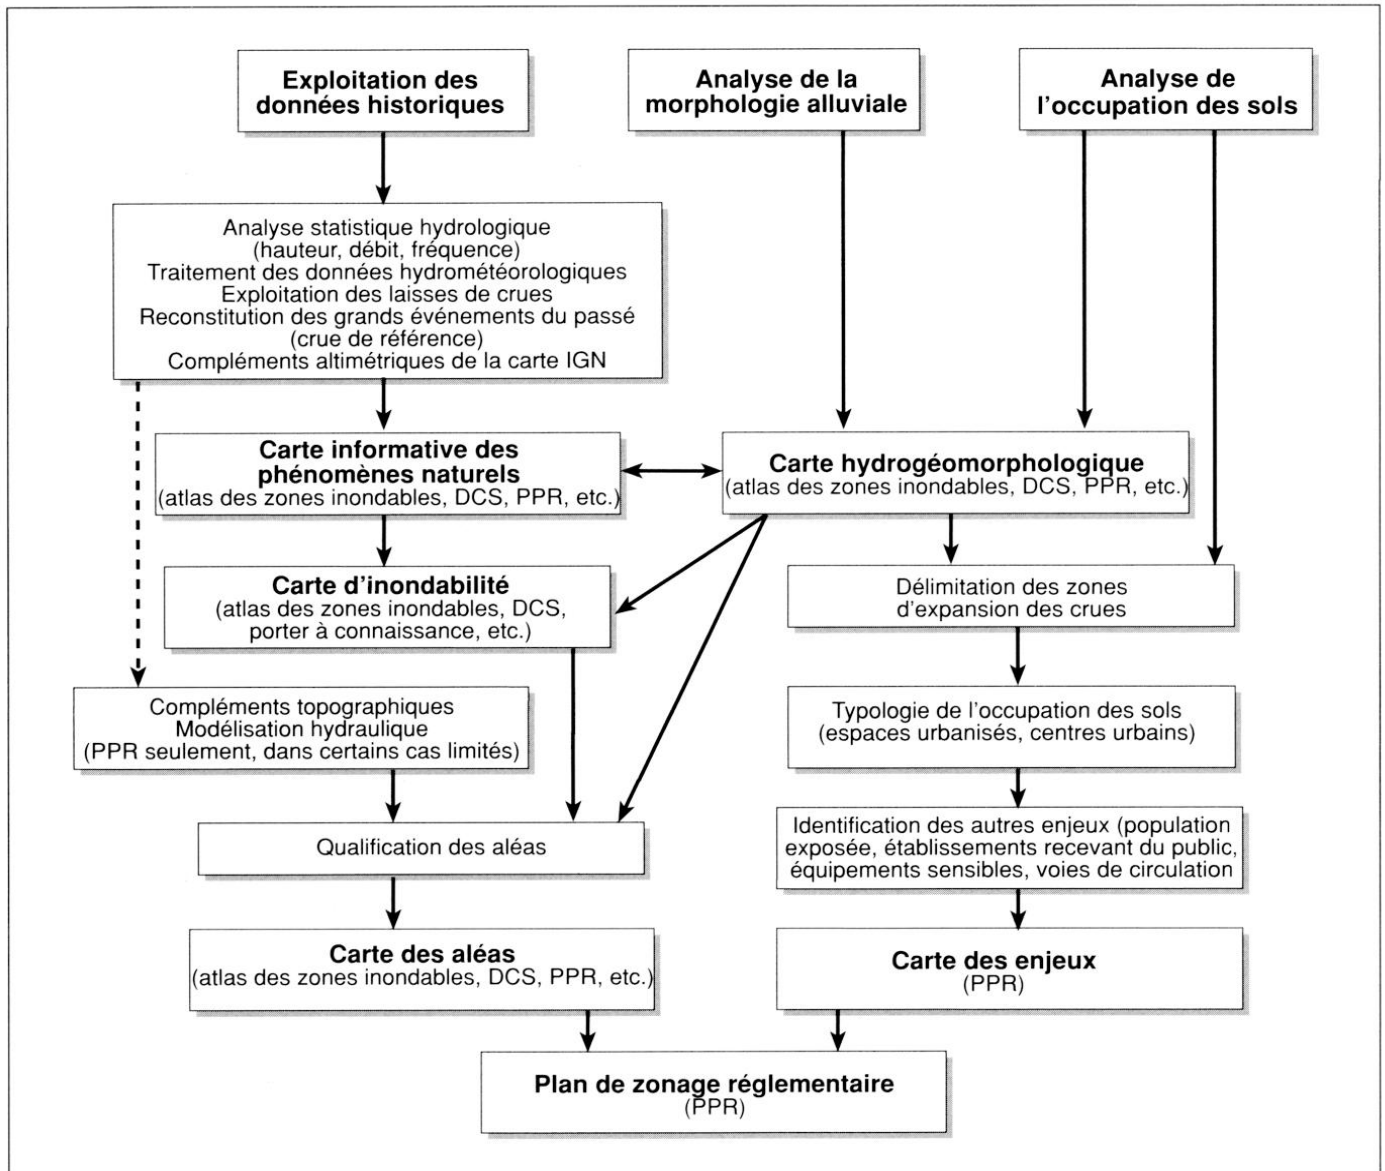 Exploitation des
données historiques
Analyse de la
morphologie alluviale
Analyse de
l'occupation des sols
Analyse statistique hydrologique
(hauteur, débit, fréquence)
Traitement des données hydrométéorologiques
Exploitation des laisses de crues
Reconstitution des grands événements du passé
(crue de référence)
Compléments altimétriques de la carte IGN
Carte informative des
phénomènes naturels
(atlas des zones inondables, DCS, PPR, etc.)
Carte hydrogéomorphologique
(atlas des zones inondables, DCS, PPR, etc.)
Carte d'inondabilité
(atlas des zones inondables, DCS,
porter à connaissance, etc.)
Délimitation des zones
d'expansion des crues
Compléments topographiques
Modélisation hydraulique
(PPR seulement, dans certains cas limités)
Typologie de l'occupation des sols
(espaces urbanisés, centres urbains)
Qualification des aléas
Identification des autres enjeux (population
exposée, établissements recevant du public,
équipements sensibles, voies de circulation
Carte des aléas
(atlas des zones inondables, DCS, PPR, etc.)
Carte des enjeux
(PPR)
Plan de zonage réglementaire
(PPR)